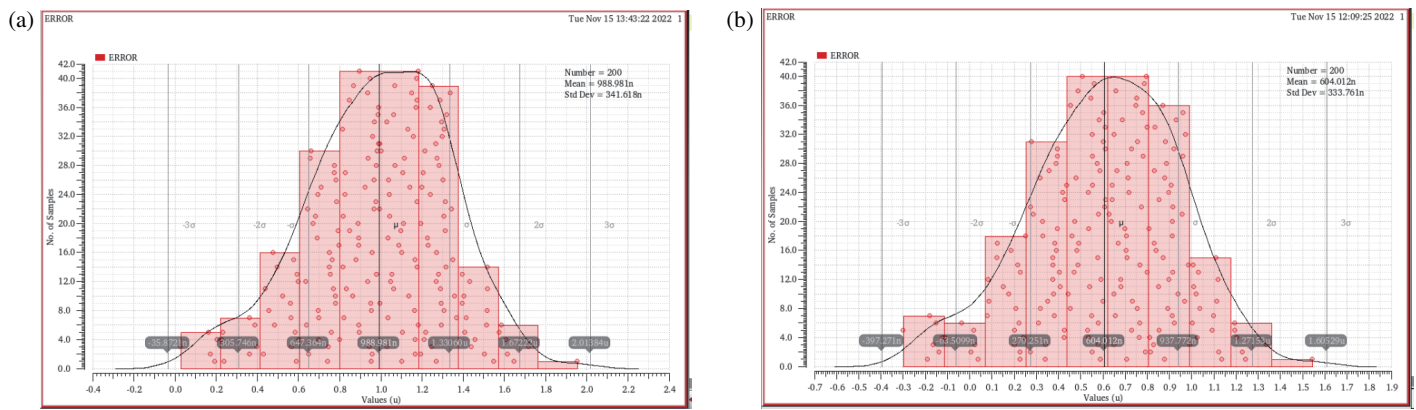 (a)
ERROR
Tue Nov 15 13:43:22 2022 1
ERROR
Number = 200
Mean = 988.981n
Std Dev = 341.618n
No. of Samples
42.0
40.0
36.0
32.0
28.0
24.0
20.0
16.0
12.0
8.0
4.0
0.0
-3σ
-2σ
-σ
μ
σ
2σ
3σ
-35.8721n
305.746n
647.364n
988.981n
1.33060u
1.67222u
2.01384u
-0.4 -0.2 0.0 0.2 0.4 0.6 0.8 1.0 1.2 1.4 1.6 1.8 2.0 2.2 2.4
Values (u)
(b)
ERROR
Tue Nov 15 12:09:25 2022 1
ERROR
Number = 200
Mean = 604.012n
Std Dev = 333.761n
No. of Samples
42.0
40.0
36.0
32.0
28.0
24.0
20.0
16.0
12.0
8.0
4.0
0.0
-3σ
-2σ
-σ
μ
σ
2σ
3σ
-397.271n
-63.5099n
270.251n
604.012n
937.772n
1.27153u
1.60529u
-0.7 -0.6 -0.5 -0.4 -0.3 -0.2 -0.1 0.0 0.1 0.2 0.3 0.4 0.5 0.6 0.7 0.8 0.9 1.0 1.1 1.2 1.3 1.4 1.5 1.6 1.7 1.8 1.9
Values (u)